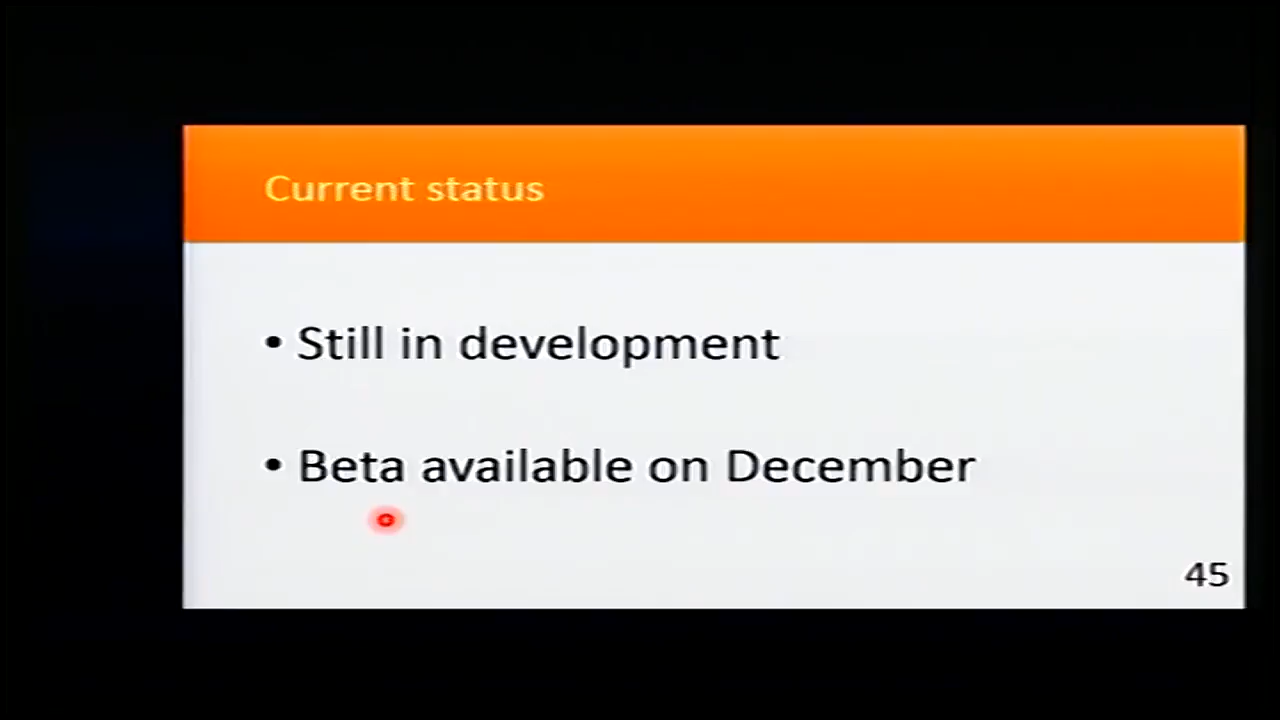 Current status
• Still in development
• Beta available on December
45